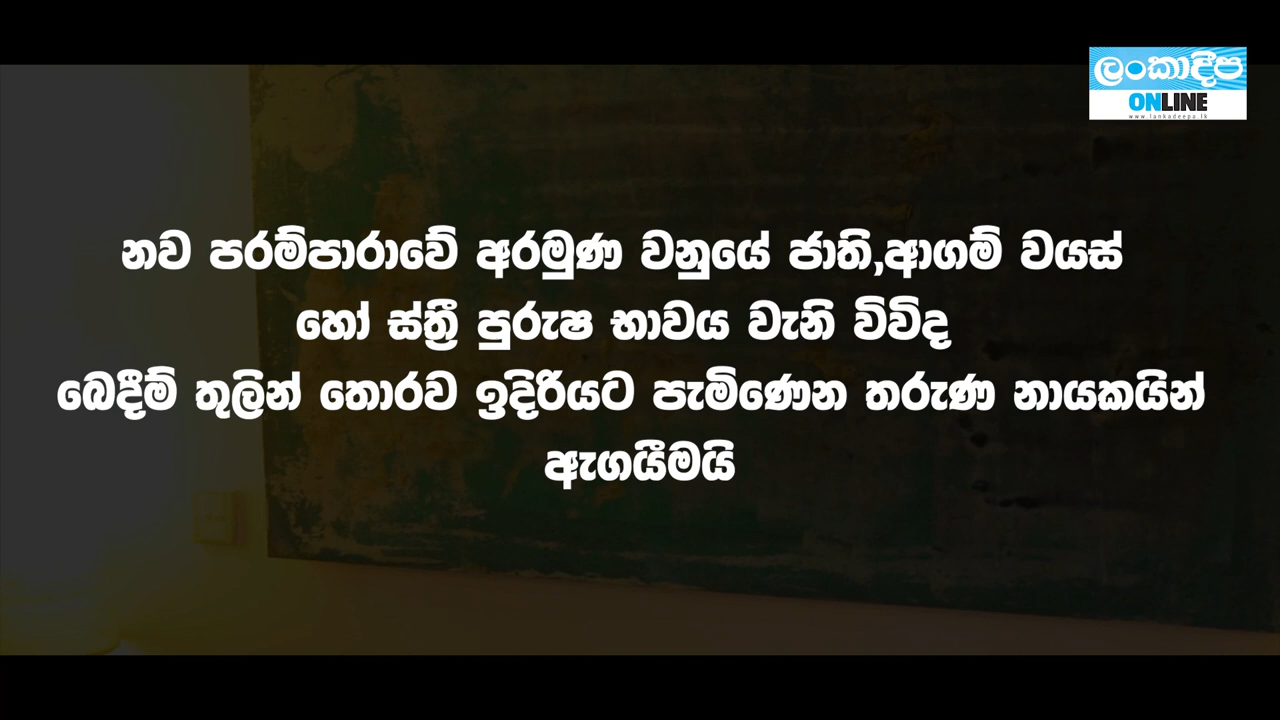 ලංකාදීප
ONLINE
www.lankadeepa.lk
නව පරම්පාරාවේ අරමුණ වනුයේ ජාති,ආගම් වයස්
හෝ ස්ත්‍රී පුරුෂ භාවය වැනි විවිද
බෙදීම් තුලින් තොරව ඉදිරියට පැමිණෙන තරුණ නායකයින්
ඇගයීමයි